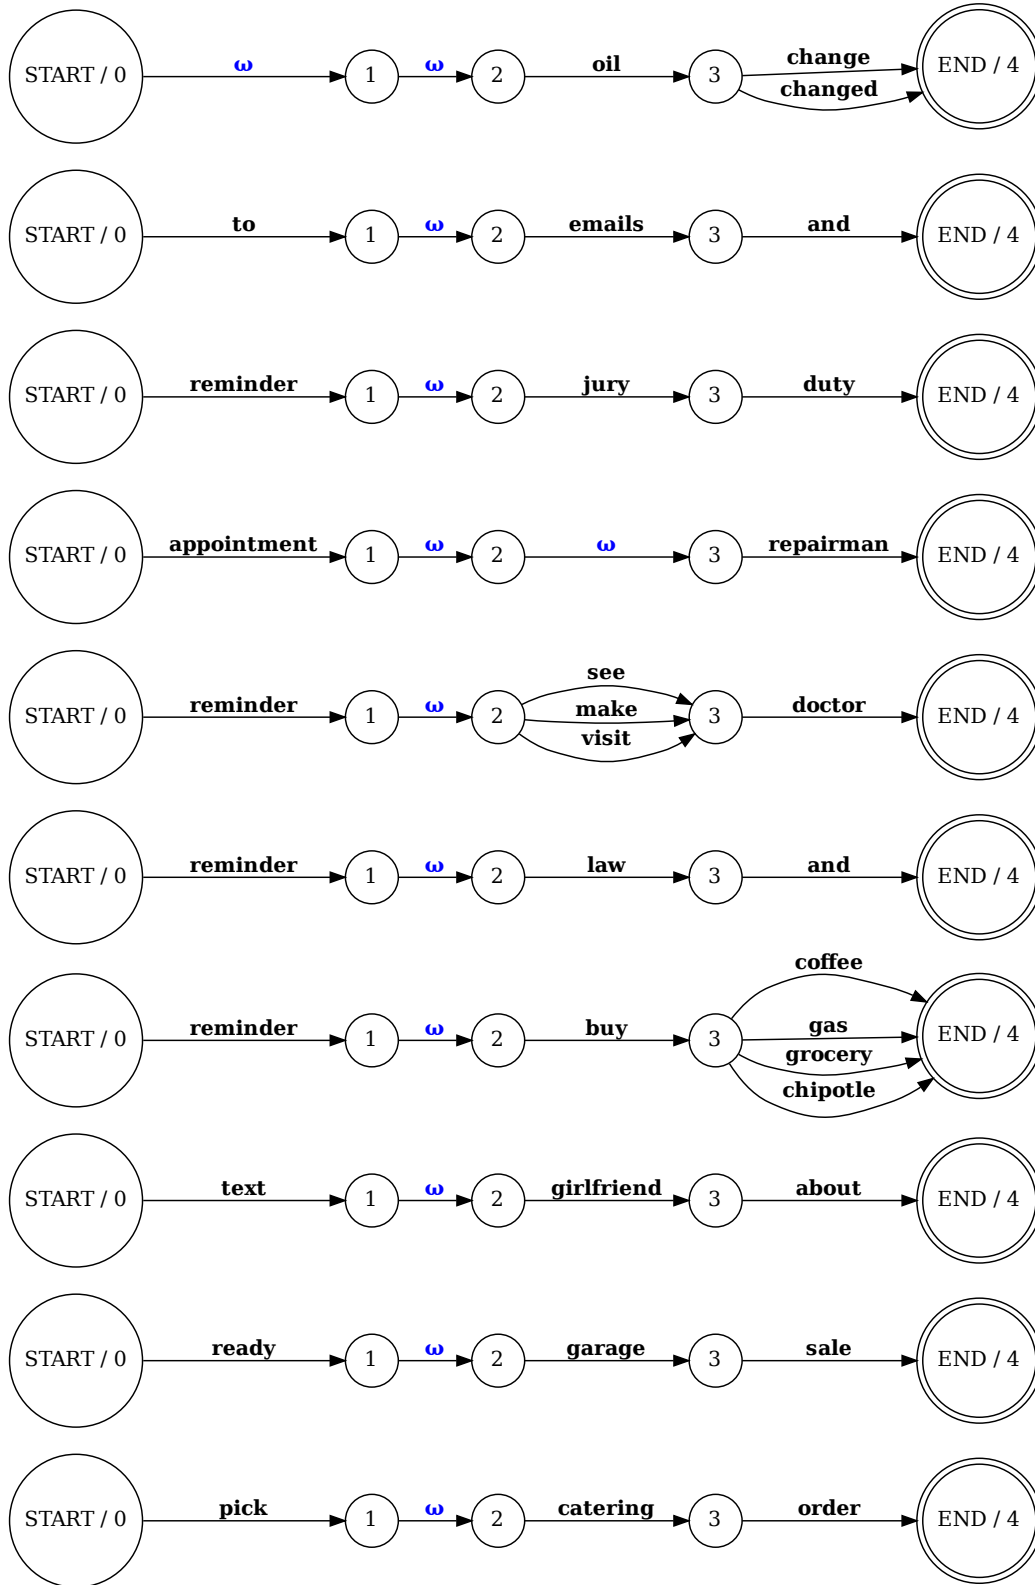 START / 0 ω 1 ω 2 oil 3 change changed END / 4
START / 0 to 1 ω 2 emails 3 and END / 4
START / 0 reminder 1 ω 2 jury 3 duty END / 4
START / 0 appointment 1 ω 2 ω 3 repairman END / 4
START / 0 reminder 1 ω 2 see make visit 3 doctor END / 4
START / 0 reminder 1 ω 2 law 3 and END / 4
START / 0 reminder 1 ω 2 buy 3 coffee gas grocery chipotle END / 4
START / 0 text 1 ω 2 girlfriend 3 about END / 4
START / 0 ready 1 ω 2 garage 3 sale END / 4
START / 0 pick 1 ω 2 catering 3 order END / 4